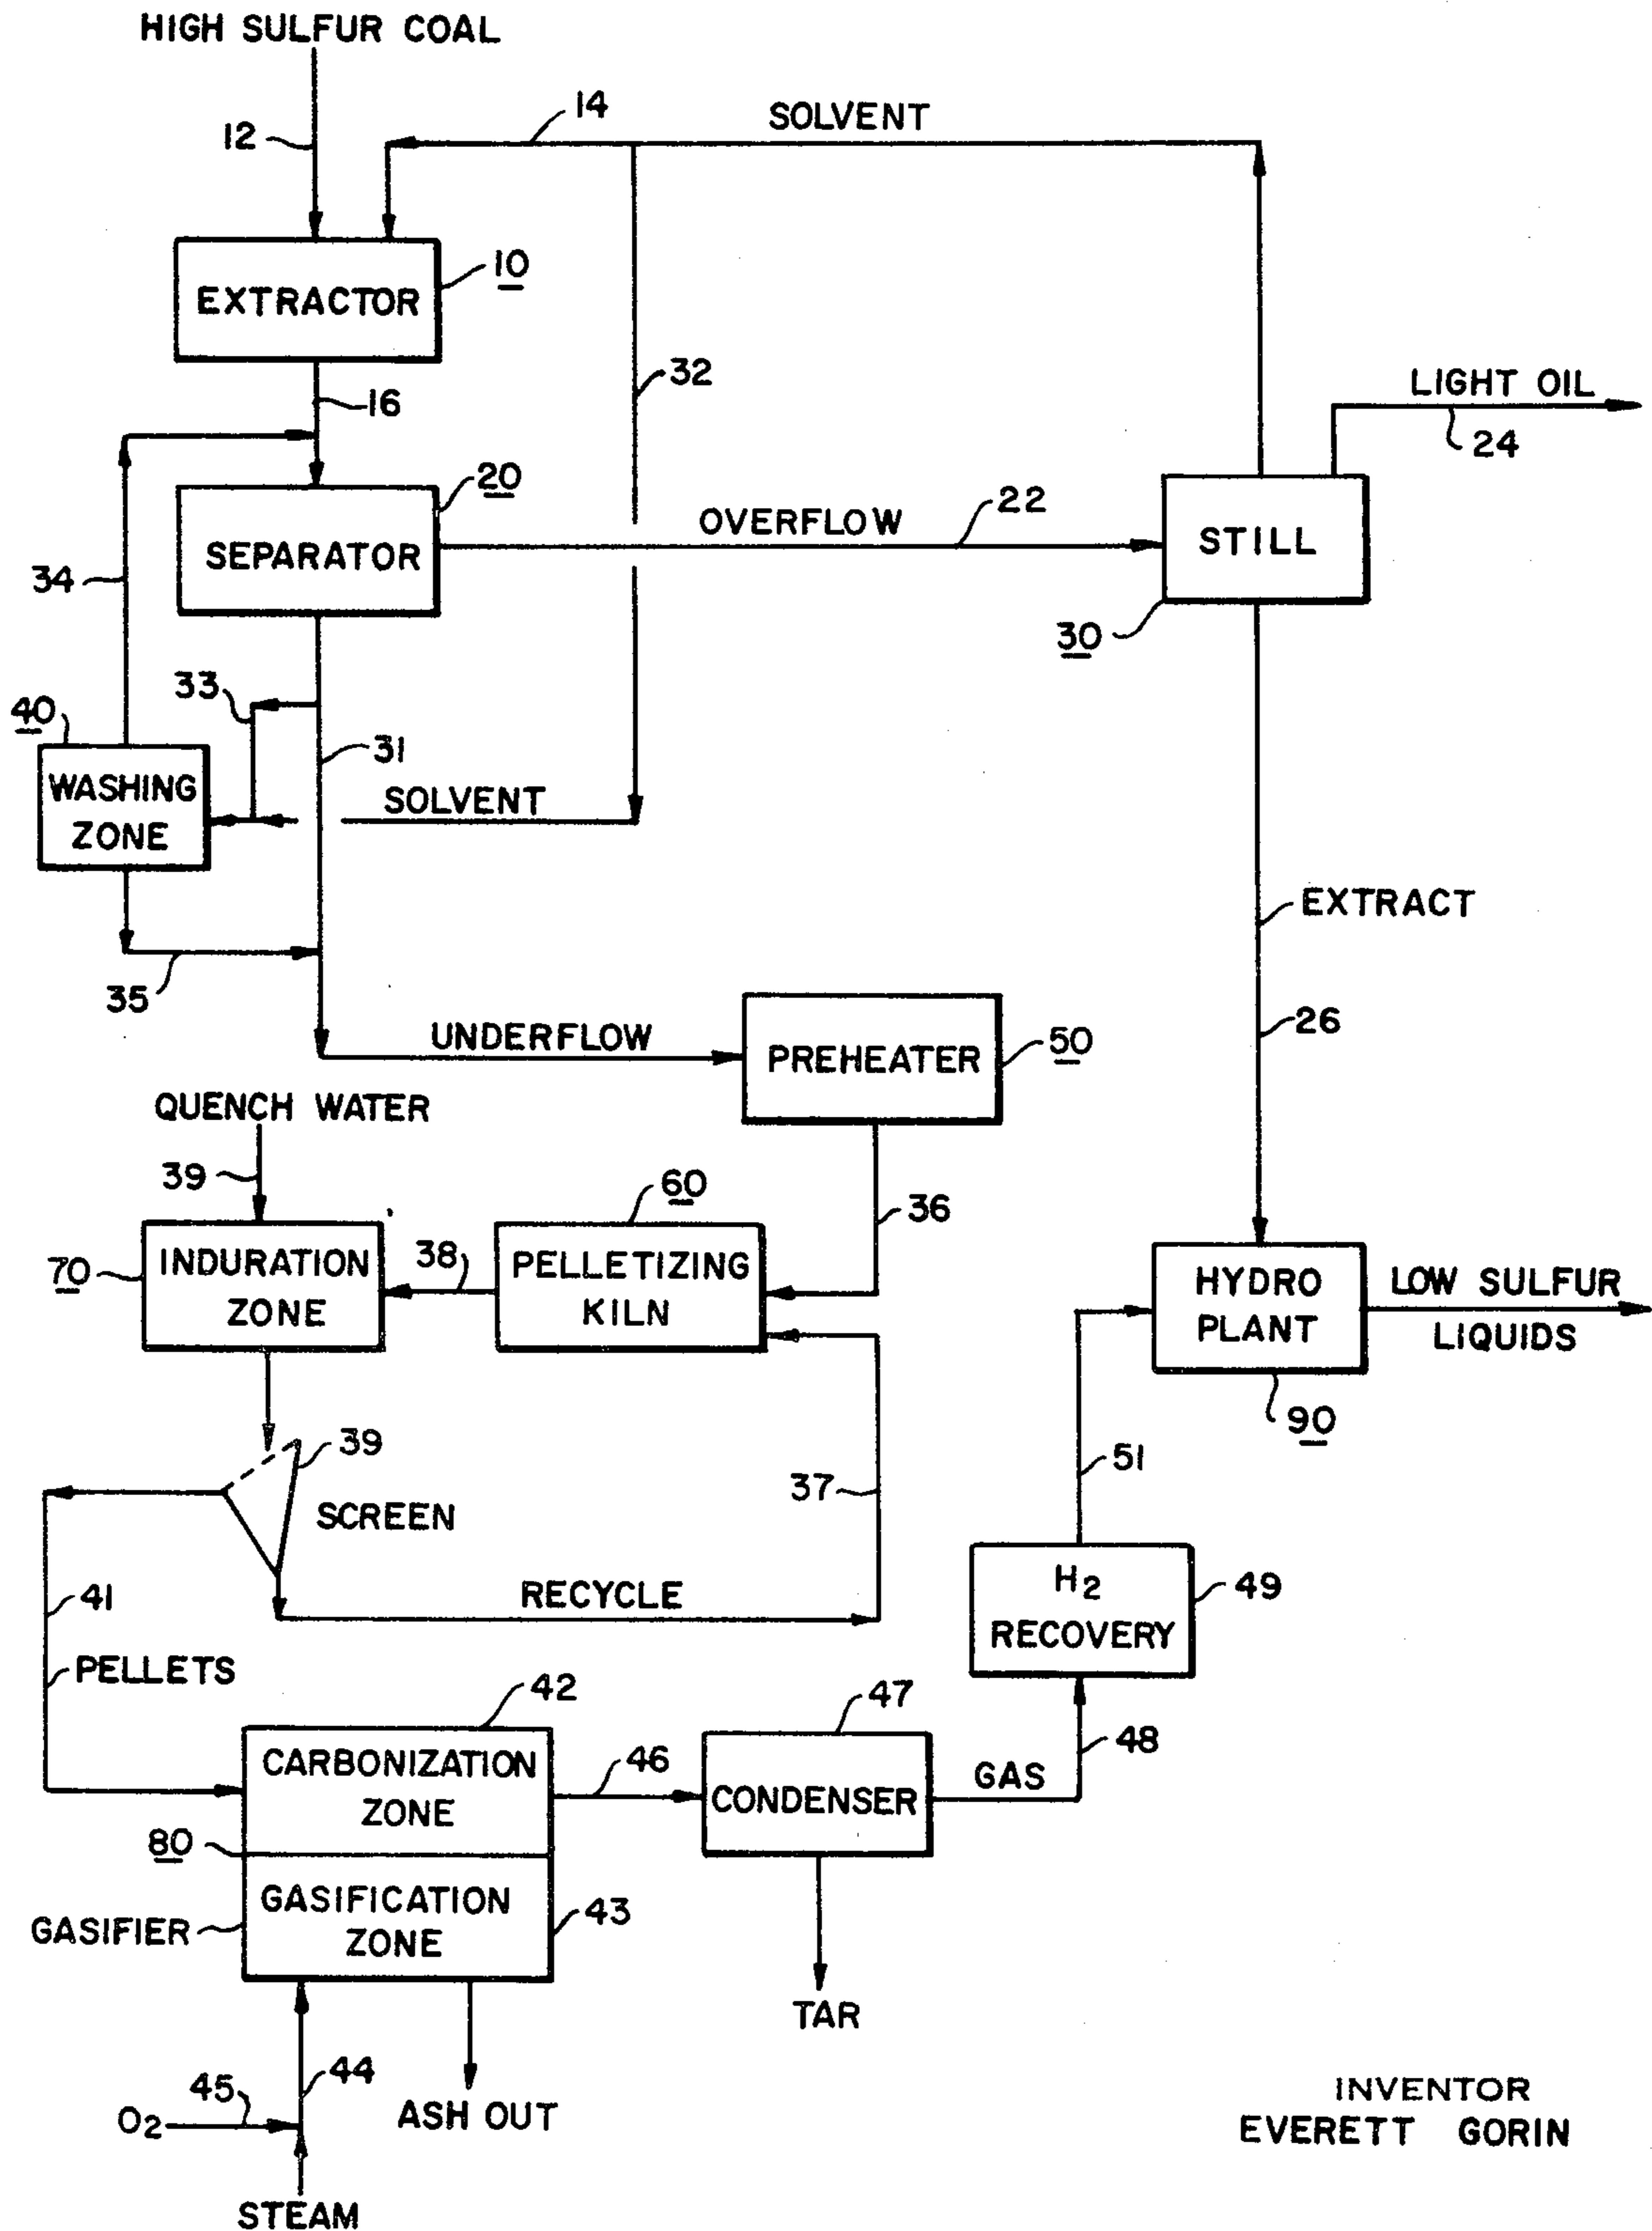 HIGH SULFUR COAL
14
SOLVENT
12
10
EXTRACTOR
32
LIGHT OIL
16
24
20
OVERFLOW
22
STILL
SEPARATOR
34
30
33
40
31
WASHING
ZONE
SOLVENT
EXTRACT
35
26
UNDERFLOW
PREHEATER
50
QUENCH WATER
39
60
36
70
INDURATION
ZONE
38
PELLETIZING
KILN
HYDRO
PLANT
LOW SULFUR
LIQUIDS
90
39
51
37
SCREEN
H2
RECOVERY
49
41
RECYCLE
PELLETS
42
47
CARBONIZATION
ZONE
46
48
GAS
CONDENSER
80
GASIFICATION
ZONE
43
GASIFIER
TAR
44
45
O2
ASH OUT
STEAM
INVENTOR
EVERETT GORIN